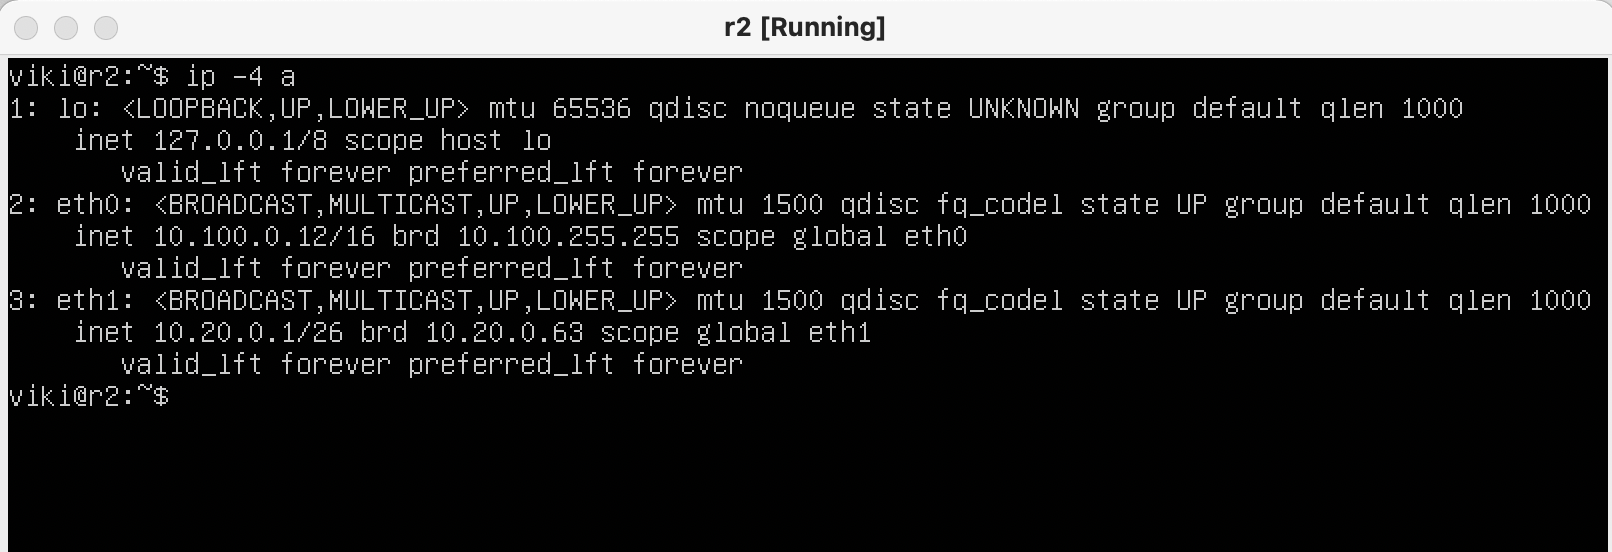 r2 [Running]
viki@r2:~$ ip -4 a
1: lo: <LOOPBACK,UP,LOWER_UP> mtu 65536 qdisc noqueue state UNKNOWN group default qlen 1000
    inet 127.0.0.1/8 scope host lo
       valid_lft forever preferred_lft forever
2: eth0: <BROADCAST,MULTICAST,UP,LOWER_UP> mtu 1500 qdisc fq_codel state UP group default qlen 1000
    inet 10.100.0.12/16 brd 10.100.255.255 scope global eth0
       valid_lft forever preferred_lft forever
3: eth1: <BROADCAST,MULTICAST,UP,LOWER_UP> mtu 1500 qdisc fq_codel state UP group default qlen 1000
    inet 10.20.0.1/26 brd 10.20.0.63 scope global eth1
       valid_lft forever preferred_lft forever
viki@r2:~$